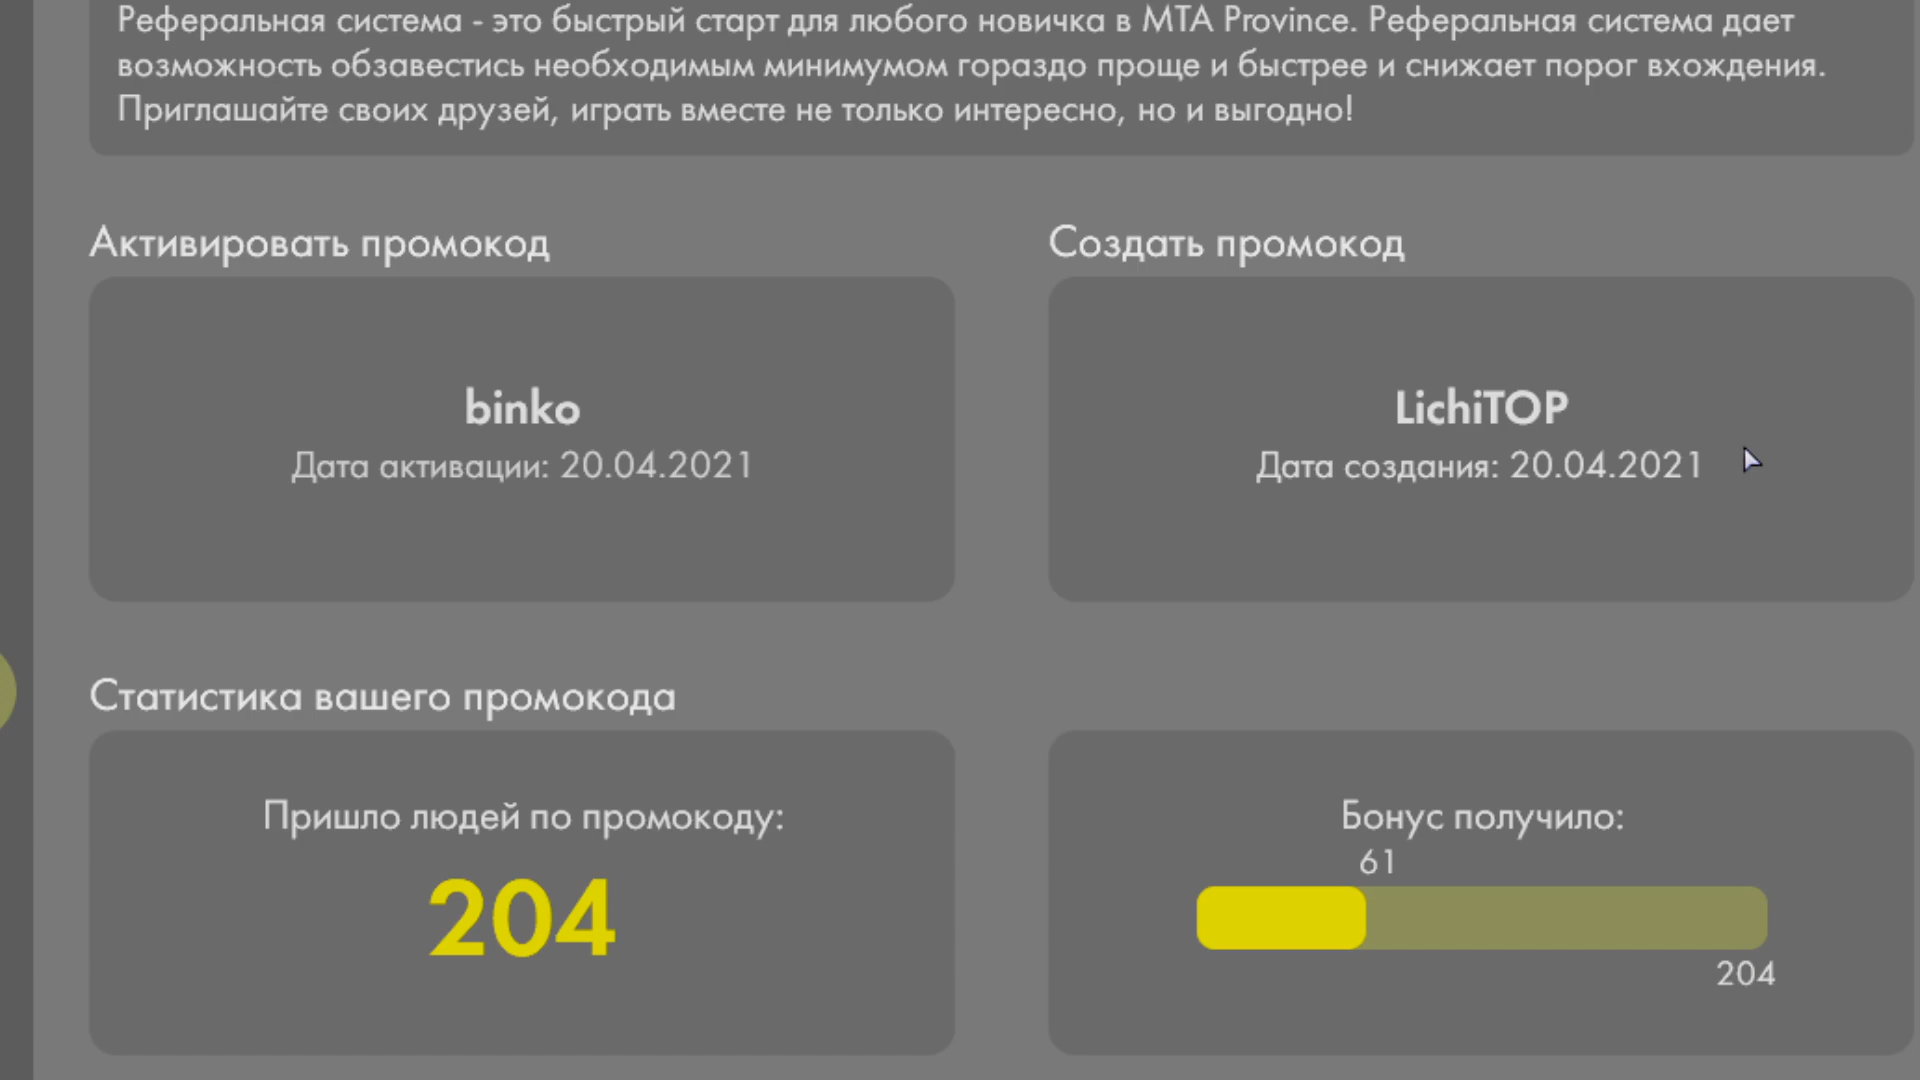 Реферальная система - это быстрый старт для любого новичка в MTA Province. Реферальная система дает
возможность обзавестись необходимым минимумом гораздо проще и быстрее и снижает порог вхождения.
Приглашайте своих друзей, играть вместе не только интересно, но и выгодно!
Активировать промокод
binko
Дата активации: 20.04.2021
Создать промокод
LichiTOP
Дата создания: 20.04.2021
Статистика вашего промокода
Пришло людей по промокоду:
204
Бонус получило:
61
204